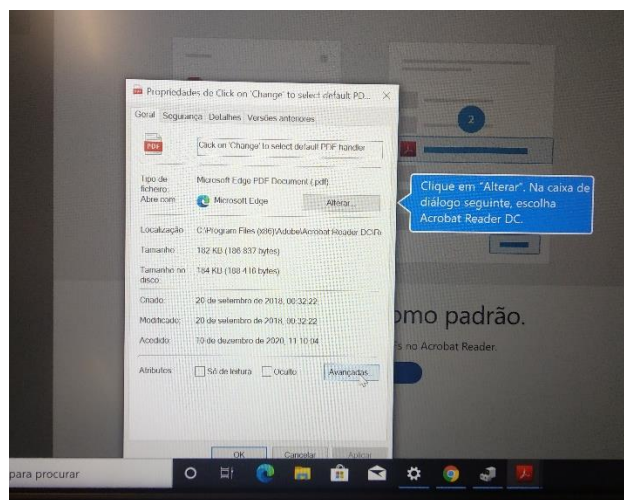 Propriedades de Click on 'Change' to select default PD...
Geral Segurança Detalhes Versões anteriores
PDF
Click on 'Change' to select default PDF handler
Tipo de ficheiro: Microsoft Edge PDF Document (.pdf)
Abre com: Microsoft Edge Alterar...
2
Clique em "Alterar". Na caixa de
diálogo seguinte, escolha
Acrobat Reader DC.
Localização: C:\Program Files (x86)\Adobe\Acrobat Reader DC\R
Tamanho: 182 KB (186 837 bytes)
Tamanho no disco: 184 KB (188 416 bytes)
Criado: 20 de setembro de 2018, 00:32:22
Modificado: 20 de setembro de 2018, 00:32:22
Acedido: 10 de dezembro de 2020, 11:10:04
omo padrão.
s no Acrobat Reader.
Atributos: Só de leitura Oculto Avançadas...
OK Cancelar Aplicar
para procurar